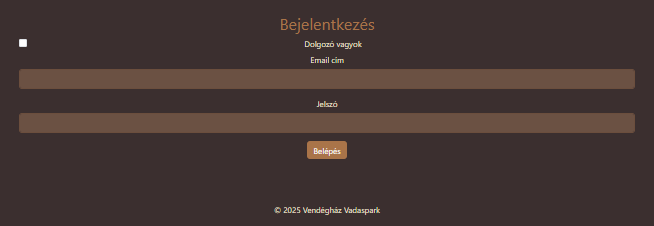 Bejelentkezés
Dolgozó vagyok
Email cím
Jelszó
Belépés
© 2025 Vendégház Vadaspark